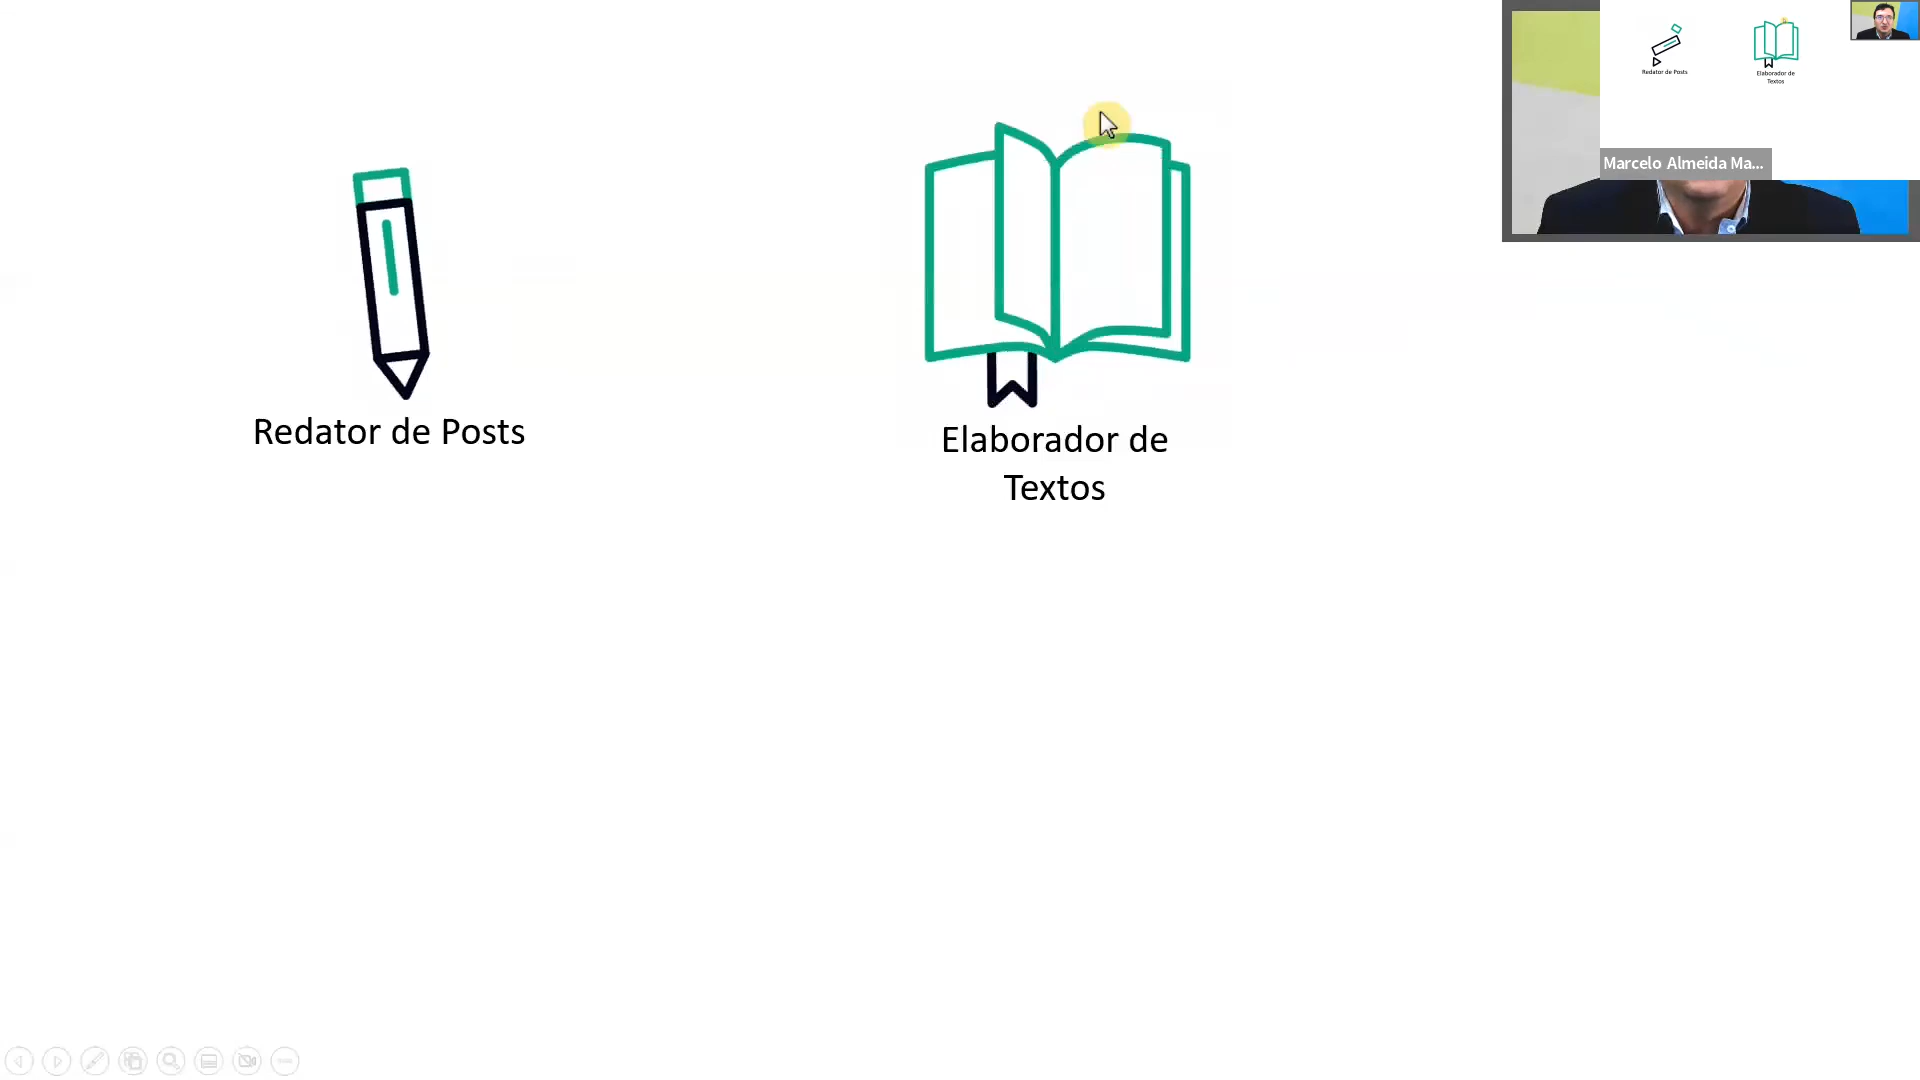 Redator de Posts
Elaborador de
Textos
Redator de Posts
Elaborador de
Textos
Marcelo Almeida Ma...